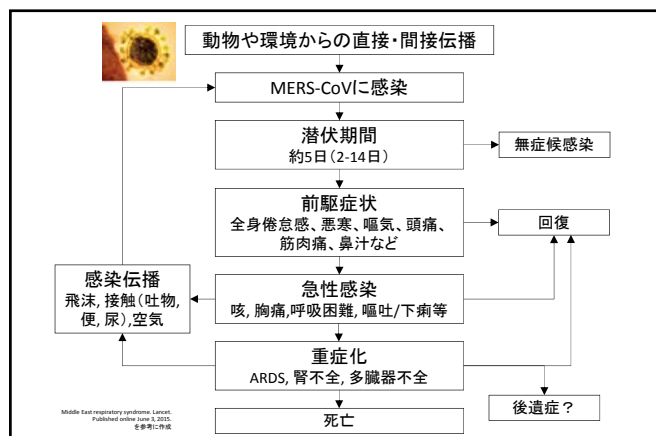 動物や環境からの直接・間接伝播
MERS-CoVに感染
潜伏期間
約5日(2-14日)
無症候感染
前駆症状
全身倦怠感、悪寒、嘔気、頭痛、
筋肉痛、鼻汁など
回復
感染伝播
飛沫, 接触(吐物,
便, 尿),空気
急性感染
咳, 胸痛,呼吸困難, 嘔吐/下痢等
重症化
ARDS, 腎不全, 多臓器不全
後遺症？
死亡
Middle East respiratory syndrome. Lancet.
Published online June 3, 2015.
を参考に作成